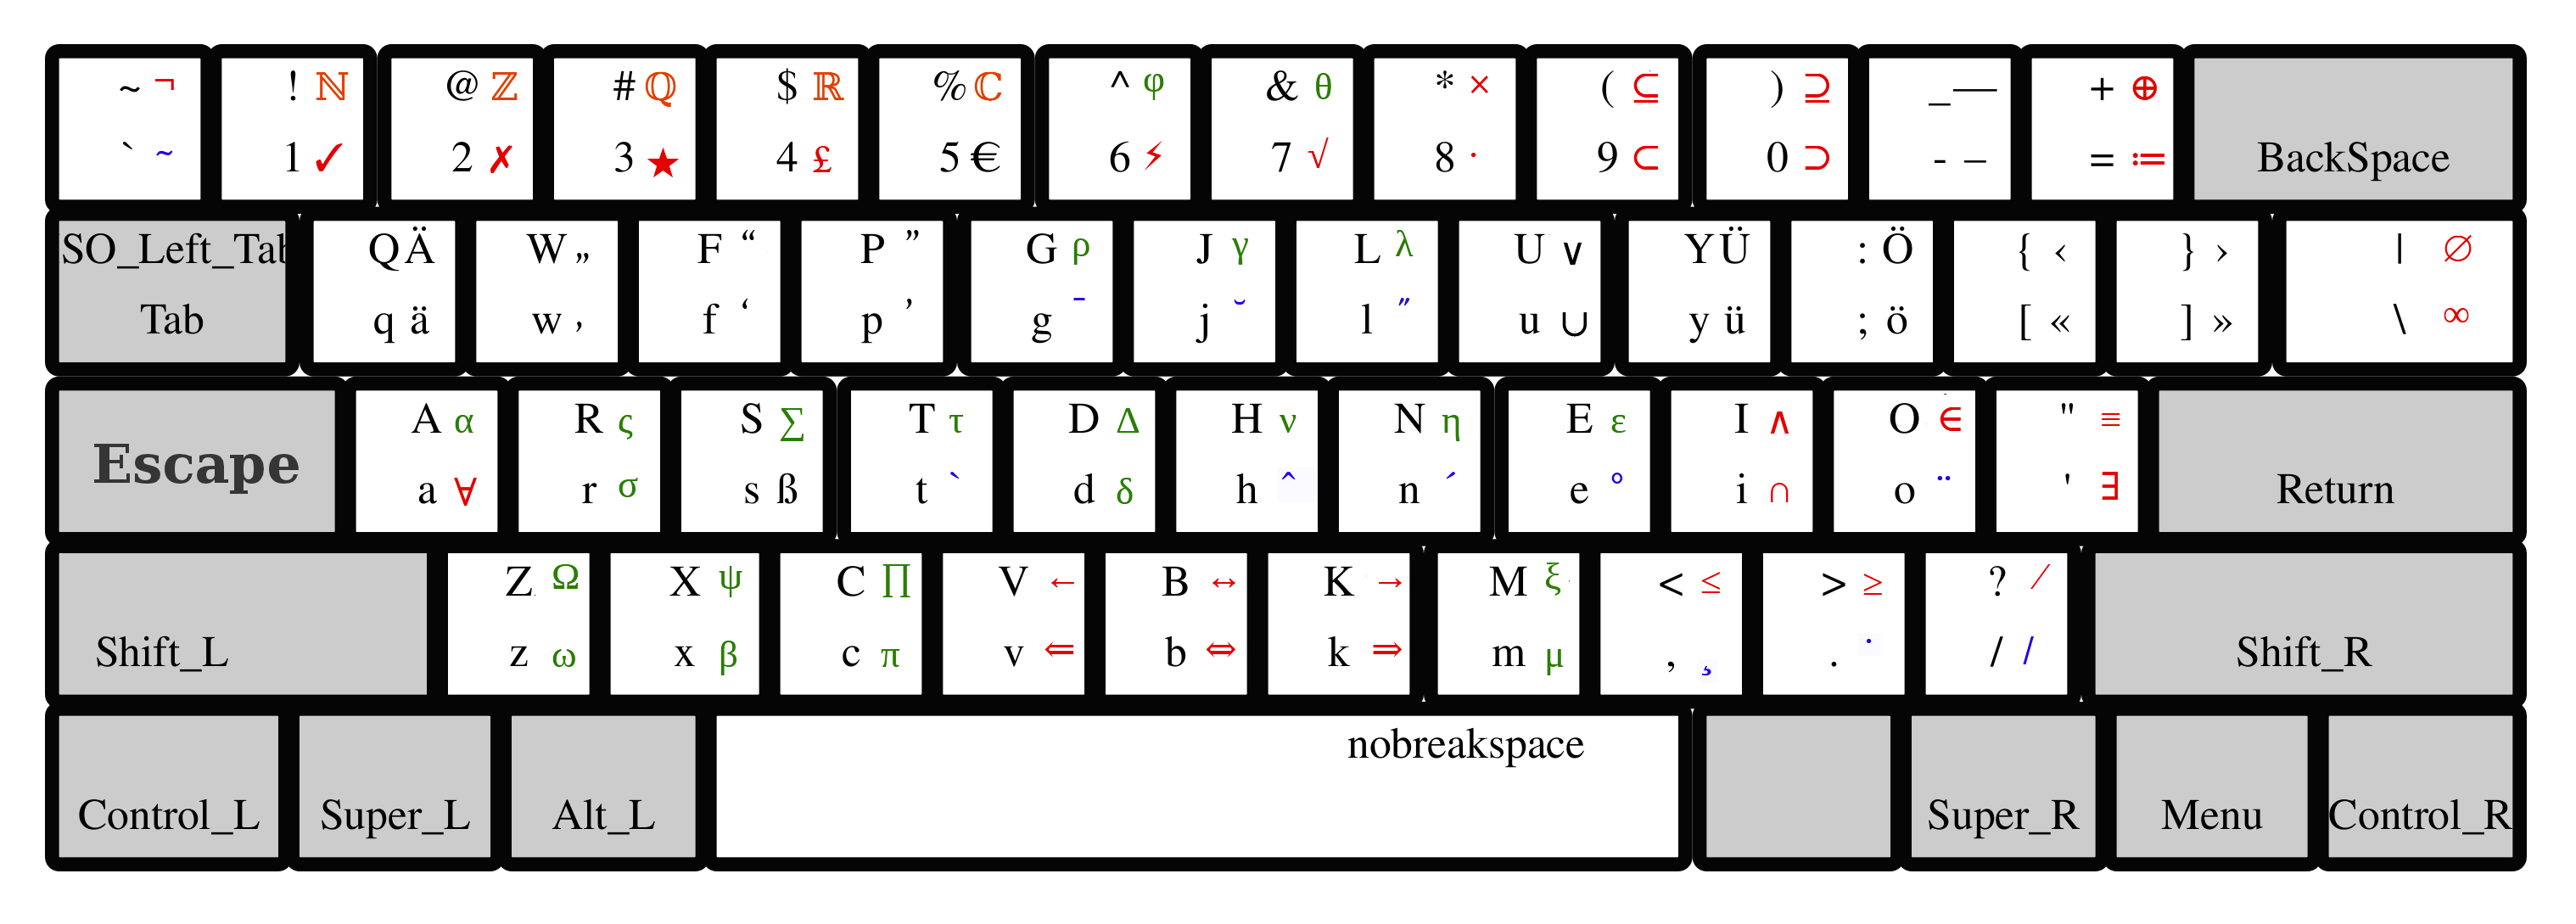 ~ ¬ ! ℕ @ ℤ # ℚ $ ℝ % ℂ ^ φ & θ * × ( ⊆ ) ⊇ _ — + ⊕
` ~ 1 ✓ 2 ✗ 3 ★ 4 £ 5 € 6 ⚡ 7 √ 8 · 9 ⊂ 0 ⊃ - – = ≔ BackSpace
SO_Left_Tab Q Ä W „ F “ P ” G ρ J γ L λ U ∨ Y Ü : Ö { ‹ } › | ∅
Tab q ä w ‚ f ‘ p ’ g ¯ j ˘ l ˝ u ∪ y ü ; ö [ « ] » \ ∞
A α R ς S ∑ T τ D Δ H ν N η E ε I ∧ O ∈ " ≡
Escape a ∀ r σ s ß t ` d δ h ^ n ´ e ° i ∩ o ¨ ' ∃ Return
Z Ω X ψ C ∏ V ← B ↔ K → M ξ < ≤ > ≥ ? ⁄
Shift_L z ω x β c π v ⇐ b ⇔ k ⇒ m μ , ¸ . ˙ / / Shift_R
nobreakspace
Control_L Super_L Alt_L Super_R Menu Control_R